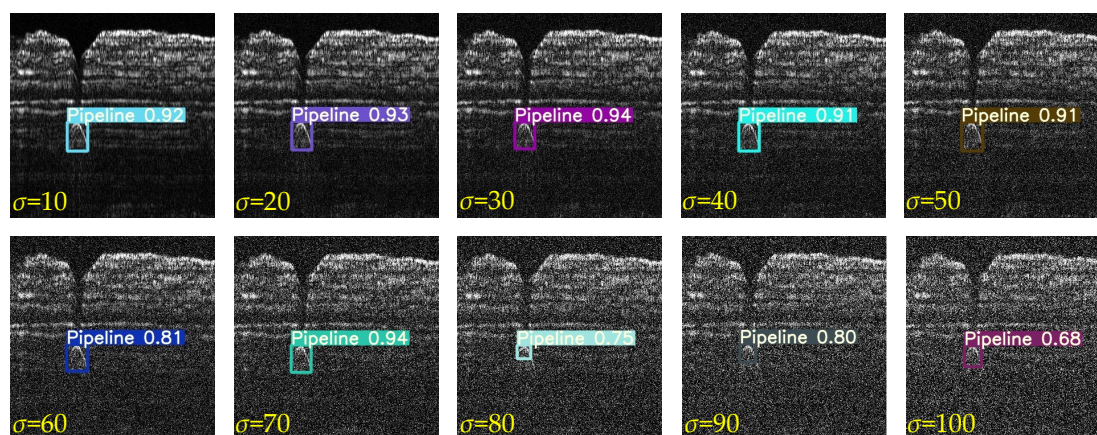 Pipeline 0.92
Pipeline 0.93
Pipeline 0.94
Pipeline 0.91
Pipeline 0.91
σ=10
σ=20
σ=30
σ=40
σ=50
Pipeline 0.81
Pipeline 0.94
Pipeline 0.75
Pipeline 0.80
Pipeline 0.68
σ=60
σ=70
σ=80
σ=90
σ=100